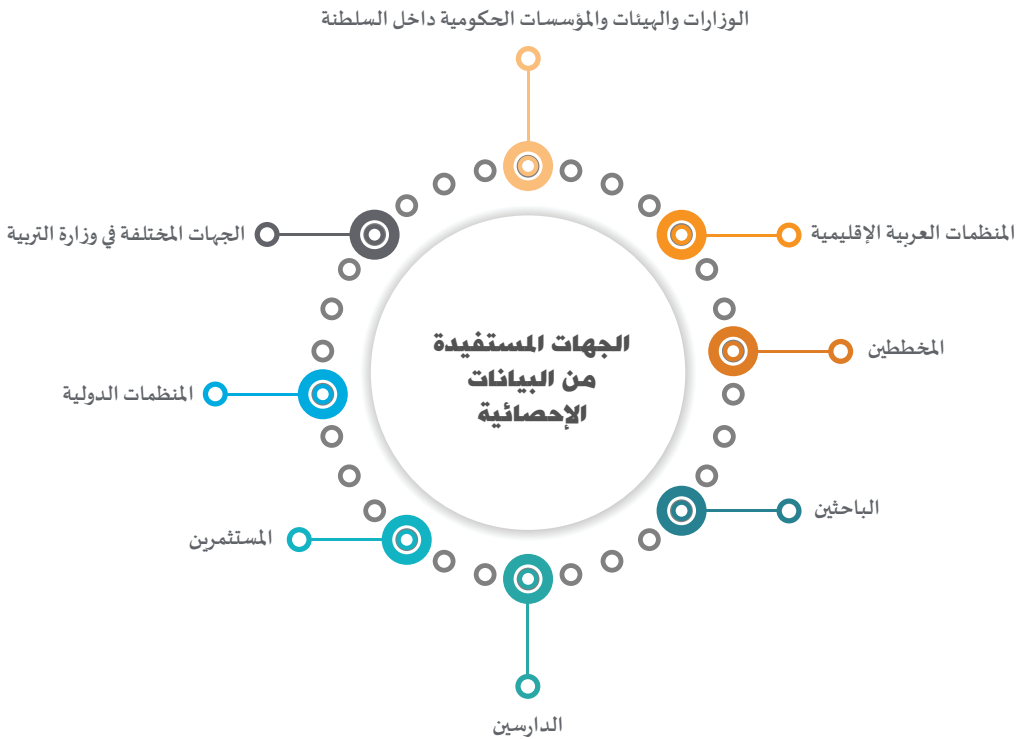 الوزارات والهيئات والمؤسسات الحكومية داخل السلطنة
المنظمات العربية الإقليمية
الجهات المختلفة في وزارة التربية
الجهات المستفيدة
من البيانات
الإحصائية
المخططين
المنظمات الدولية
الباحثين
المستثمرين
الدارسين